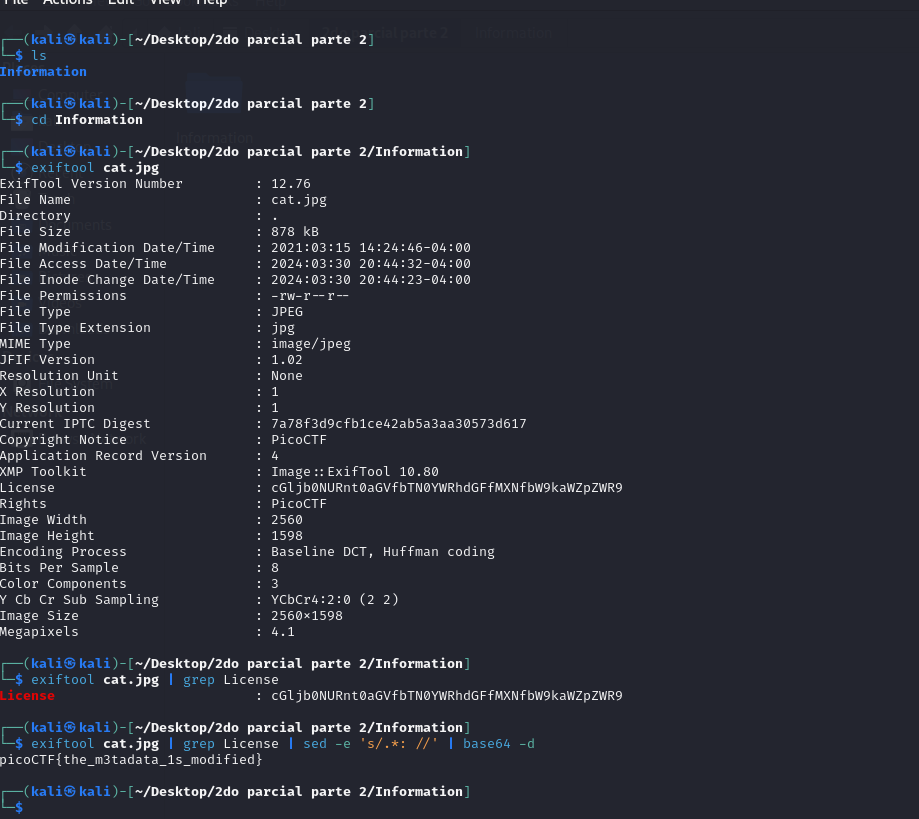 File Actions Edit View Help
┌──(kali㉿kali)-[~/Desktop/2do parcial parte 2]
└─$ ls
Information
┌──(kali㉿kali)-[~/Desktop/2do parcial parte 2]
└─$ cd Information
┌──(kali㉿kali)-[~/Desktop/2do parcial parte 2/Information]
└─$ exiftool cat.jpg
ExifTool Version Number : 12.76
File Name : cat.jpg
Directory : .
File Size : 878 kB
File Modification Date/Time : 2021:03:15 14:24:46-04:00
File Access Date/Time : 2024:03:30 20:44:32-04:00
File Inode Change Date/Time : 2024:03:30 20:44:23-04:00
File Permissions : -rw-r--r--
File Type : JPEG
File Type Extension : jpg
MIME Type : image/jpeg
JFIF Version : 1.02
Resolution Unit : None
X Resolution : 1
Y Resolution : 1
Current IPTC Digest : 7a78f3d9cfb1ce42ab5a3aa30573d617
Copyright Notice : PicoCTF
Application Record Version : 4
XMP Toolkit : Image::ExifTool 10.80
License : cGljb0NURnt0aGVfbTN0YWRhdGFfMXNfbW9kaWZpZWR9
Rights : PicoCTF
Image Width : 2560
Image Height : 1598
Encoding Process : Baseline DCT, Huffman coding
Bits Per Sample : 8
Color Components : 3
Y Cb Cr Sub Sampling : YCbCr4:2:0 (2 2)
Image Size : 2560×1598
Megapixels : 4.1
┌──(kali㉿kali)-[~/Desktop/2do parcial parte 2/Information]
└─$ exiftool cat.jpg | grep License
License : cGljb0NURnt0aGVfbTN0YWRhdGFfMXNfbW9kaWZpZWR9
┌──(kali㉿kali)-[~/Desktop/2do parcial parte 2/Information]
└─$ exiftool cat.jpg | grep License | sed -e 's/.*: //' | base64 -d
picoCTF{the_m3tadata_1s_modified}
┌──(kali㉿kali)-[~/Desktop/2do parcial parte 2/Information]
└─$